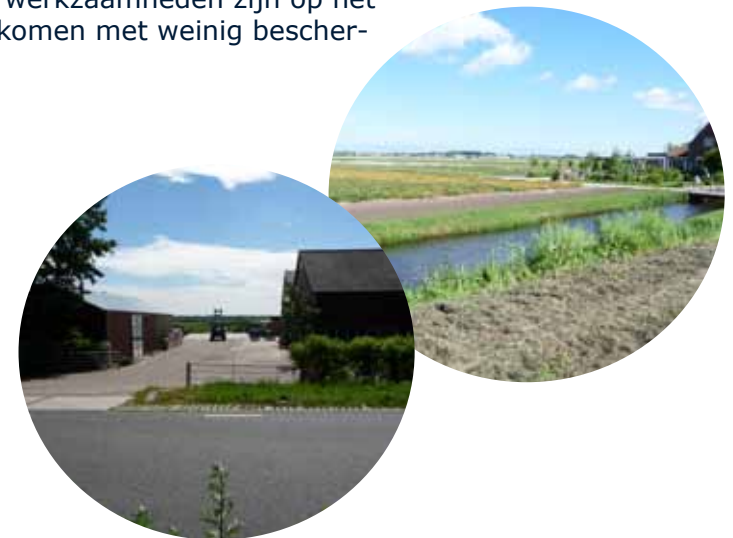 werkzaamheden zijn op het
komen met weinig bescher-